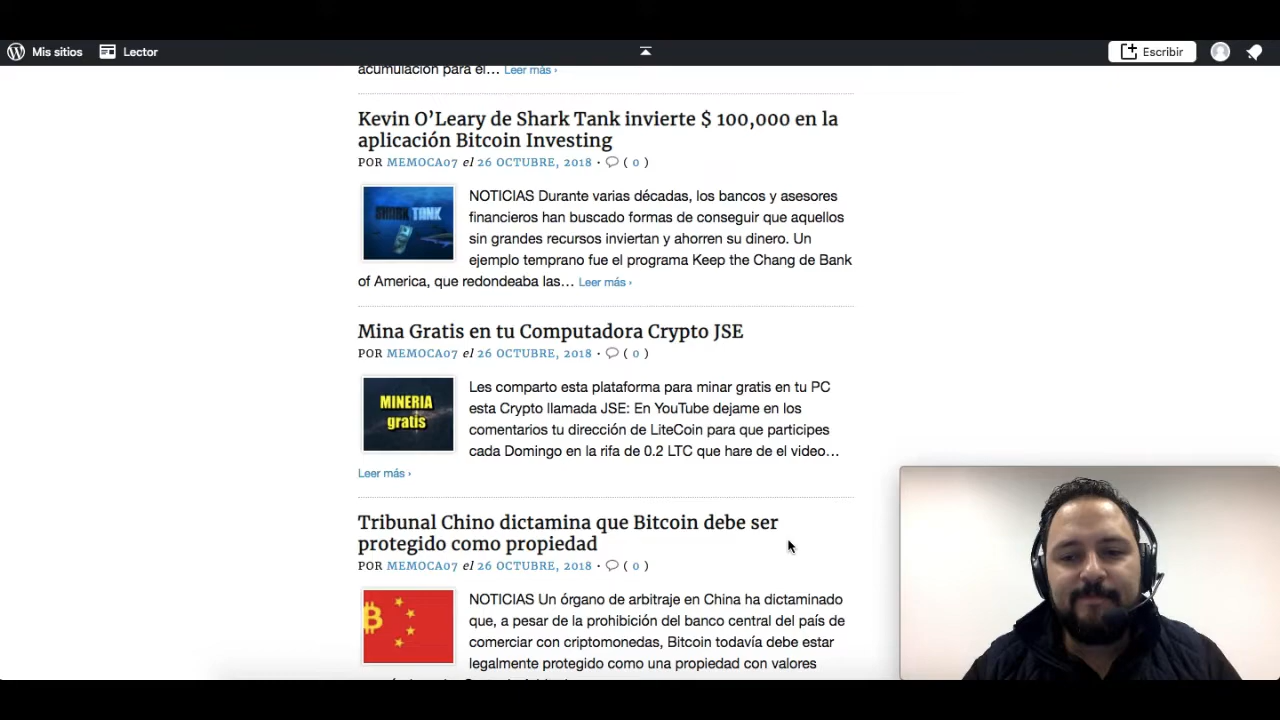 Mis sitios
Lector
Escribir
acumulación para el… Leer más ›
Kevin O’Leary de Shark Tank invierte $ 100,000 en la
aplicación Bitcoin Investing
POR MEMOCA07 el 26 OCTUBRE, 2018 · ( 0 )
SHARK TANK
NOTICIAS Durante varias décadas, los bancos y asesores
financieros han buscado formas de conseguir que aquellos
sin grandes recursos inviertan y ahorren su dinero. Un
ejemplo temprano fue el programa Keep the Chang de Bank
of America, que redondeaba las… Leer más ›
Mina Gratis en tu Computadora Crypto JSE
POR MEMOCA07 el 26 OCTUBRE, 2018 · ( 0 )
MINERIA
gratis
Les comparto esta plataforma para minar gratis en tu PC
esta Crypto llamada JSE: En YouTube dejame en los
comentarios tu dirección de LiteCoin para que participes
cada Domingo en la rifa de 0.2 LTC que hare de el video…
Leer más ›
Tribunal Chino dictamina que Bitcoin debe ser
protegido como propiedad
POR MEMOCA07 el 26 OCTUBRE, 2018 · ( 0 )
NOTICIAS Un órgano de arbitraje en China ha dictaminado
que, a pesar de la prohibición del banco central del país de
comerciar con criptomonedas, Bitcoin todavía debe estar
legalmente protegido como una propiedad con valores